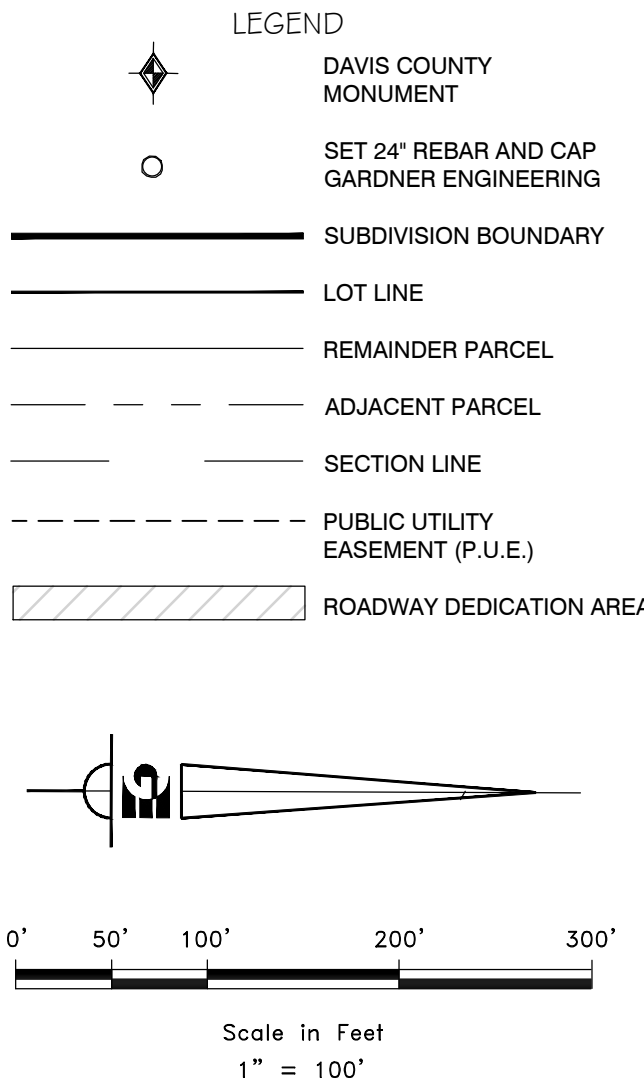 LEGEND
DAVIS COUNTY
MONUMENT
SET 24" REBAR AND CAP
GARDNER ENGINEERING
SUBDIVISION BOUNDARY
LOT LINE
REMAINDER PARCEL
ADJACENT PARCEL
SECTION LINE
PUBLIC UTILITY
EASEMENT (P.U.E.)
ROADWAY DEDICATION AREA
0' 50' 100' 200' 300'
Scale in Feet
1" = 100'